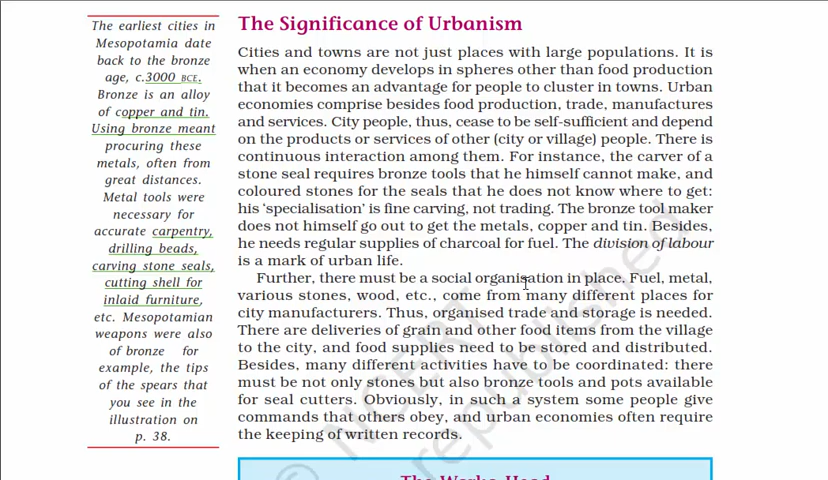 The earliest cities in
Mesopotamia date
back to the bronze
age, c.3000 BCE.
Bronze is an alloy
of copper and tin.
Using bronze meant
procuring these
metals, often from
great distances.
Metal tools were
necessary for
accurate carpentry,
drilling beads,
carving stone seals,
cutting shell for
inlaid furniture,
etc. Mesopotamian
weapons were also
of bronze for
example, the tips
of the spears that
you see in the
illustration on
p. 38.
The Significance of Urbanism
Cities and towns are not just places with large populations. It is
when an economy develops in spheres other than food production
that it becomes an advantage for people to cluster in towns. Urban
economies comprise besides food production, trade, manufactures
and services. City people, thus, cease to be self-sufficient and depend
on the products or services of other (city or village) people. There is
continuous interaction among them. For instance, the carver of a
stone seal requires bronze tools that he himself cannot make, and
coloured stones for the seals that he does not know where to get:
his ‘specialisation’ is fine carving, not trading. The bronze tool maker
does not himself go out to get the metals, copper and tin. Besides,
he needs regular supplies of charcoal for fuel. The division of labour
is a mark of urban life.
Further, there must be a social organisation in place. Fuel, metal,
various stones, wood, etc., come from many different places for
city manufacturers. Thus, organised trade and storage is needed.
There are deliveries of grain and other food items from the village
to the city, and food supplies need to be stored and distributed.
Besides, many different activities have to be coordinated: there
must be not only stones but also bronze tools and pots available
for seal cutters. Obviously, in such a system some people give
commands that others obey, and urban economies often require
the keeping of written records.
© NCERT
republished